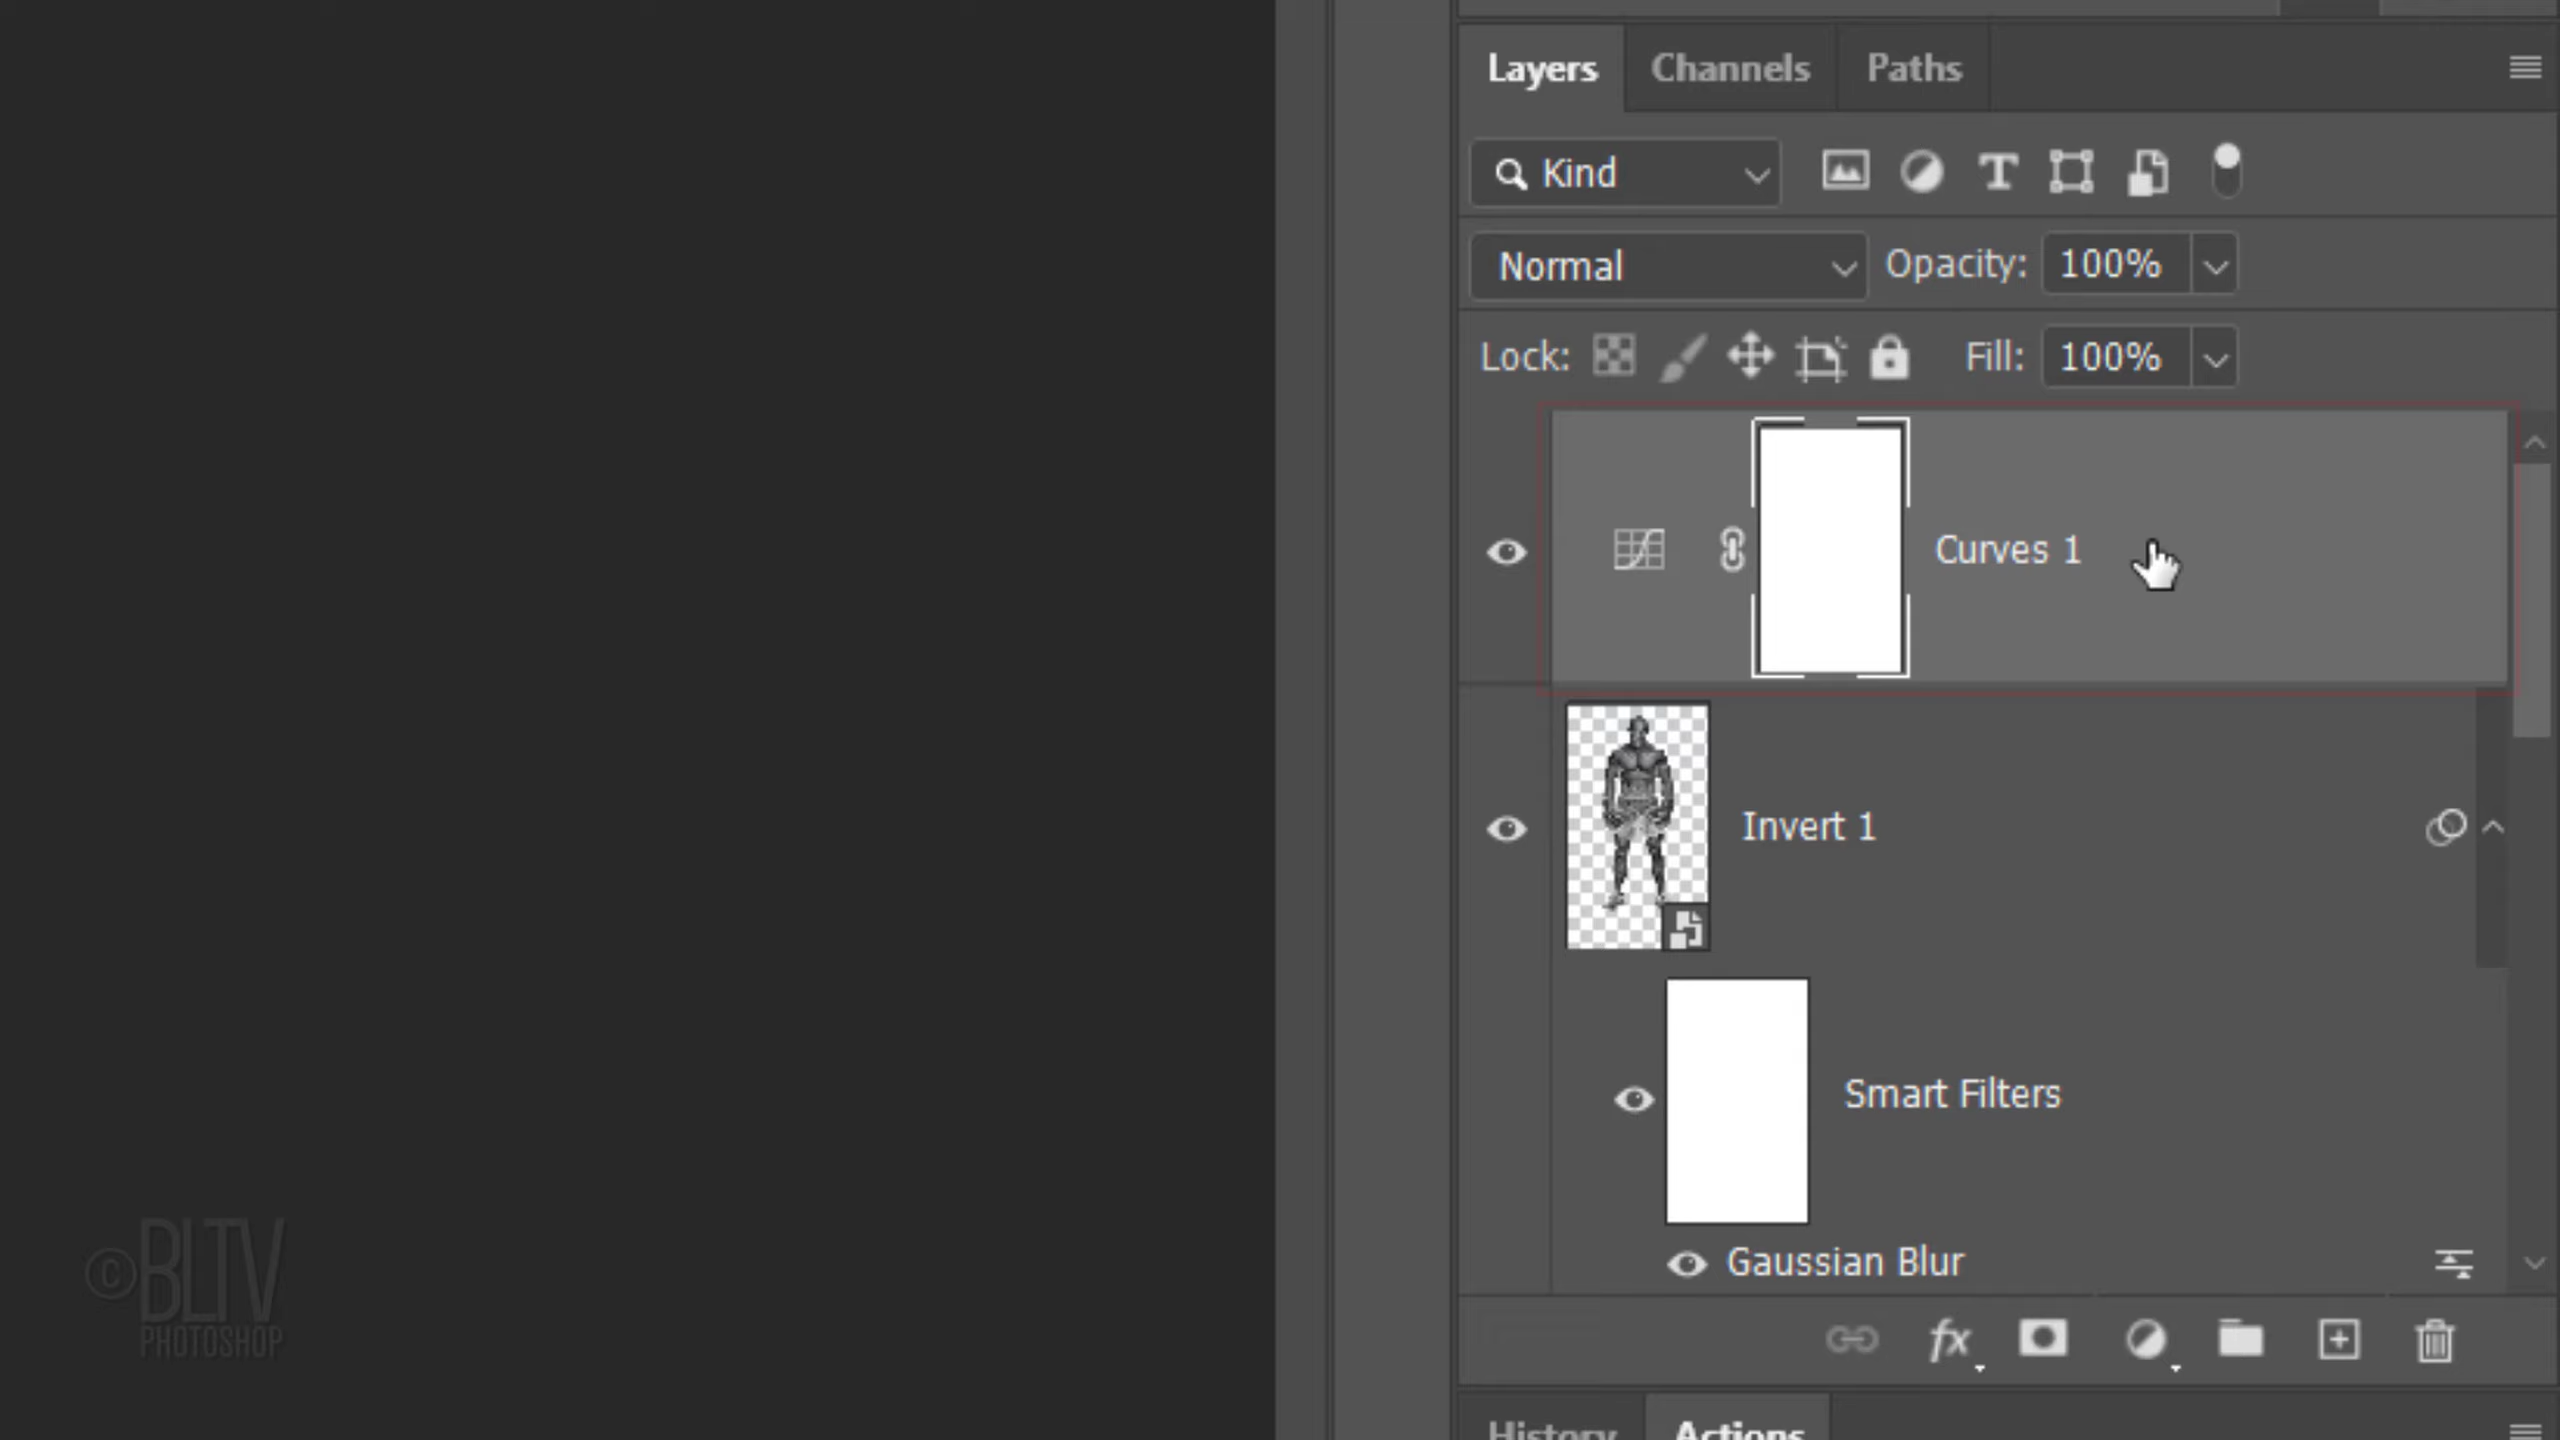 Layers Channels Paths
Kind
Normal Opacity: 100%
Lock: Fill: 100%
Curves 1
Invert 1
Smart Filters
Gaussian Blur
fx
History Actions
©BLTV
PHOTOSHOP